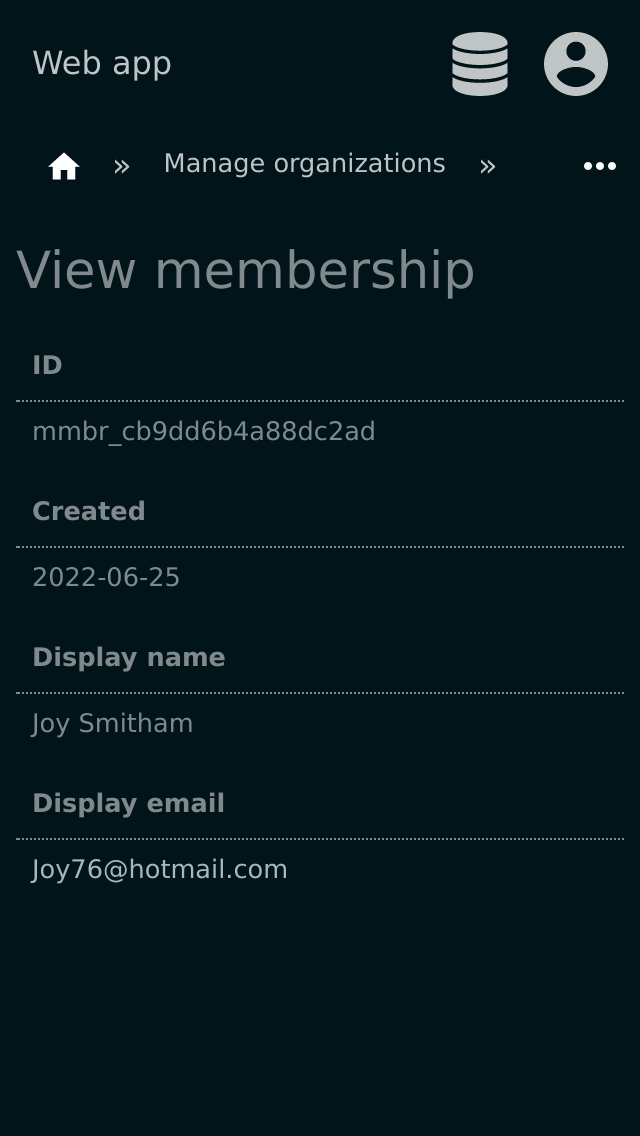 Web app
» Manage organizations » •••
View membership
ID
mmbr_cb9dd6b4a88dc2ad
Created
2022-06-25
Display name
Joy Smitham
Display email
Joy76@hotmail.com